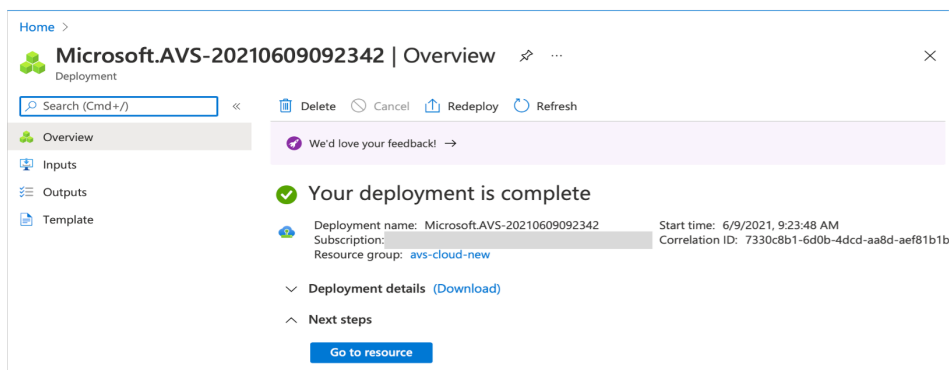 Home >
Microsoft.AVS-20210609092342 | Overview
Deployment
Search (Cmd+/)
«
Delete
Cancel
Redeploy
Refresh
Overview
Inputs
Outputs
Template
We'd love your feedback! →
Your deployment is complete
Deployment name: Microsoft.AVS-20210609092342
Start time: 6/9/2021, 9:23:48 AM
Subscription:
Correlation ID: 7330c8b1-6d0b-4dcd-aa8d-aef81b1b
Resource group: avs-cloud-new
Deployment details (Download)
Next steps
Go to resource